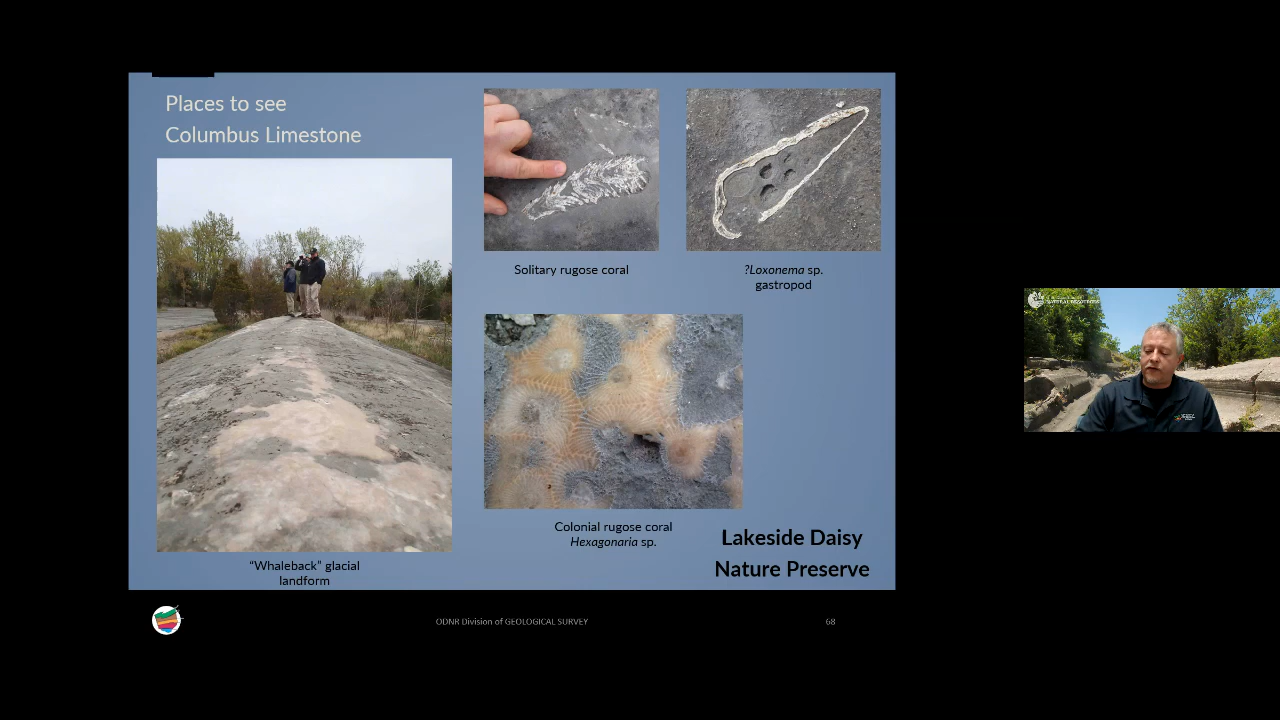 Places to see
Columbus Limestone
Solitary rugose coral
?Loxonema sp.
gastropod
Colonial rugose coral
Hexagonaria sp.
“Whaleback” glacial
landform
Lakeside Daisy
Nature Preserve
ODNR Division of GEOLOGICAL SURVEY
68